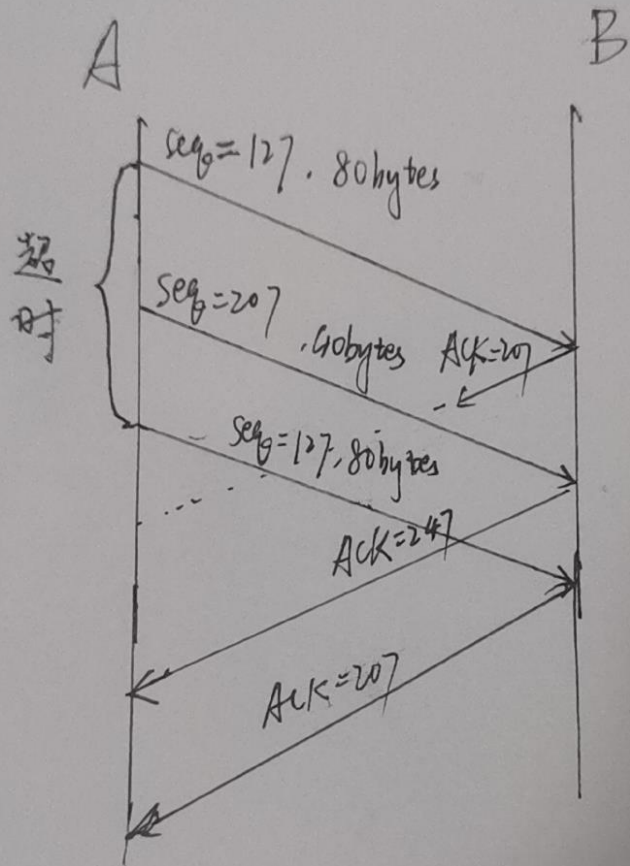 A
B
seq=127. 80bytes
超时
seq=207
. 40bytes
ACK=207
seq=127. 80bytes
ACK=247
ACK=207